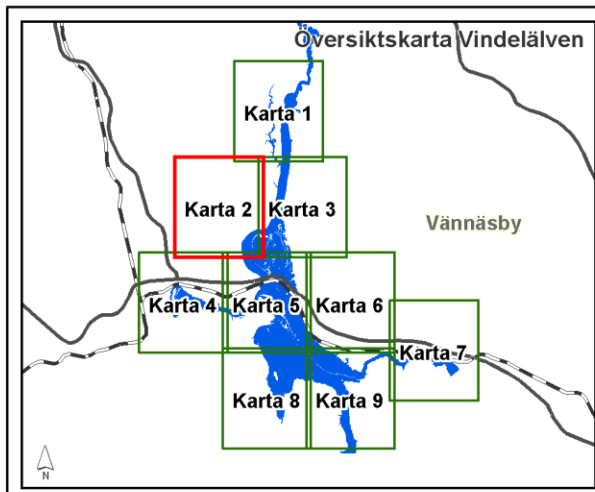 Översiktskarta Vindelälven
Karta 1
Karta 2
Karta 3
Vännäsby
Karta 4
Karta 5
Karta 6
Karta 7
Karta 8
Karta 9
N